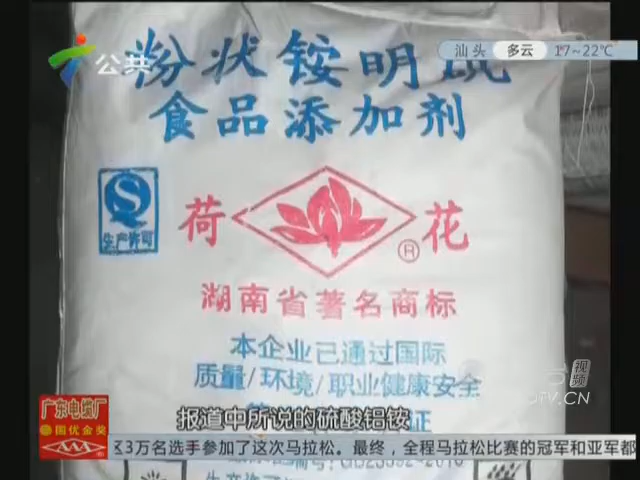 公共
汕头 多云 17~22℃
粉状铵明矾
食品添加剂
生产许可
荷花
R
湖南省著名商标
本企业已通过国际
质量/环境/职业健康安全
证
报道中所说的硫酸铝铵
视频
TV.CN
广东电缆厂
国优金奖
区3万名选手参加了这次马拉松。最终，全程马拉松比赛的冠军和亚军都